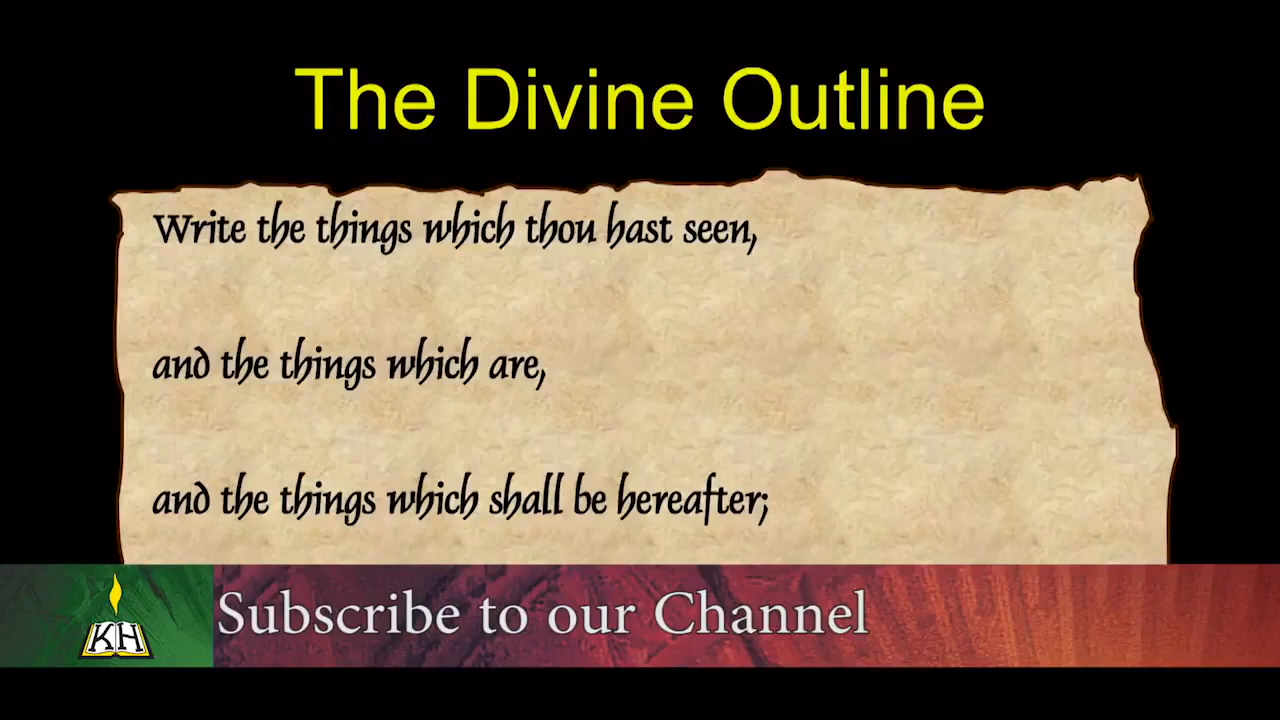 The Divine Outline
Write the things which thou hast seen,
and the things which are,
and the things which shall be hereafter;
KH
Subscribe to our Channel